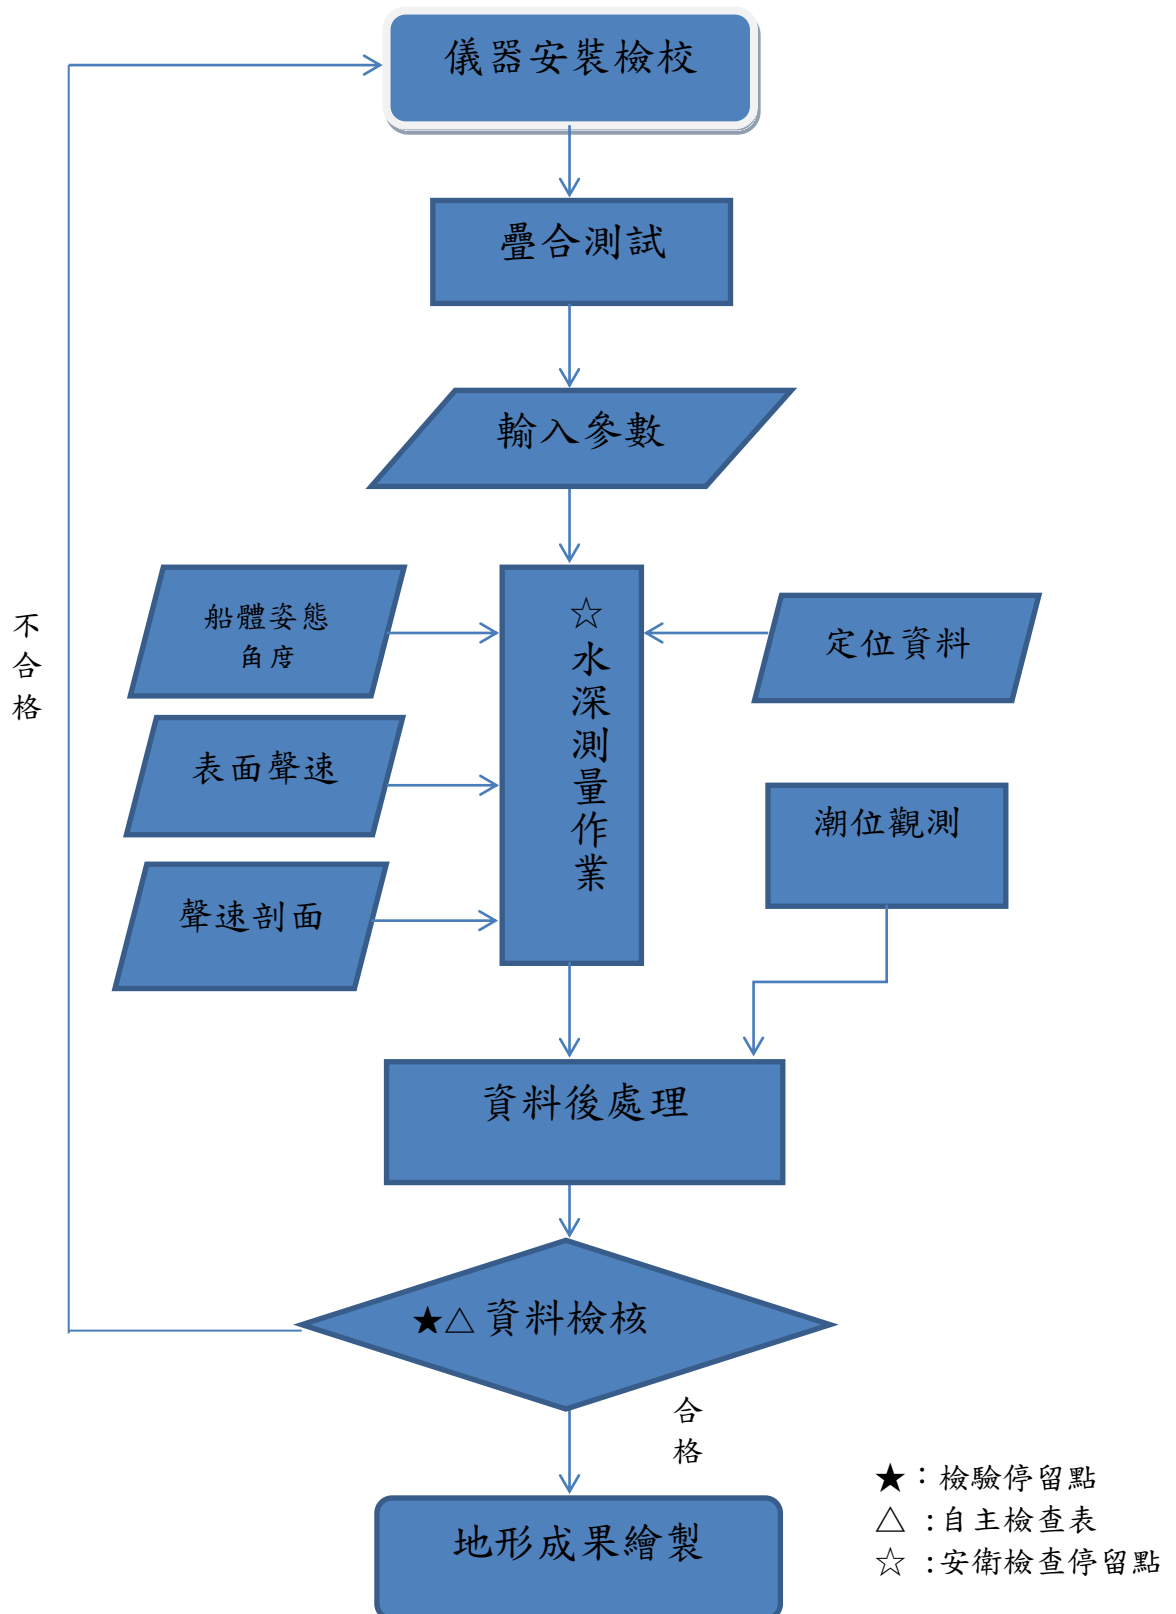 儀器安裝檢校
疊合測試
輸入參數
船體姿態
角度
☆水深測量作業
定位資料
表面聲速
潮位觀測
聲速剖面
不合格
資料後處理
★△資料檢核
合格
地形成果繪製
★：檢驗停留點
△：自主檢查表
☆：安衛檢查停留點